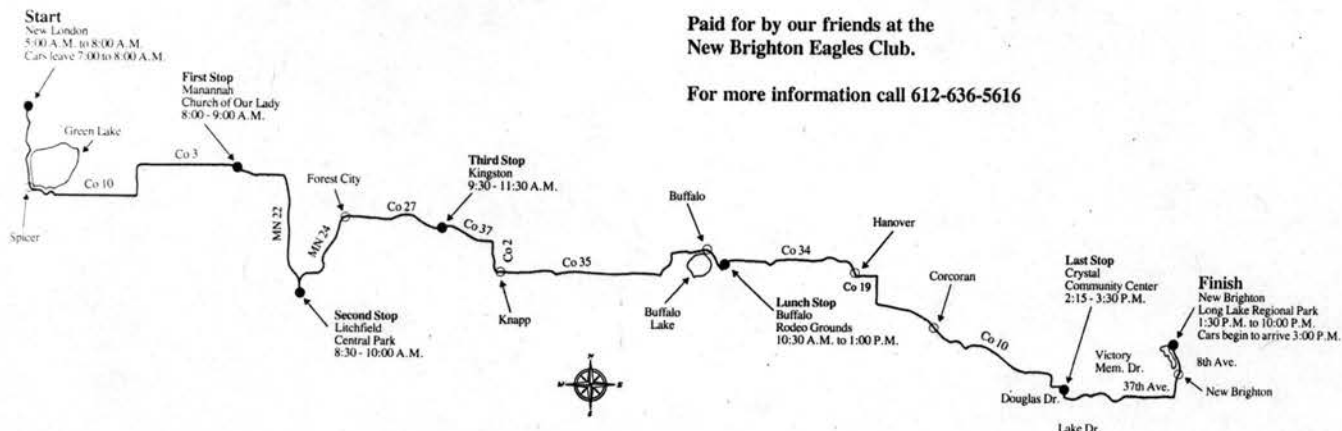 Start
New London
5:00 A.M. to 8:00 A.M.
Cars leave 7:00 to 8:00 A.M.
Paid for by our friends at the
New Brighton Eagles Club.
For more information call 612-636-5616
First Stop
Manannah
Church of Our Lady
8:00 - 9:00 A.M.
Green Lake
Co 3
Co 10
Spicer
MN 22
MN 24
Forest City
Second Stop
Litchfield
Central Park
8:30 - 10:00 A.M.
Co 27
Third Stop
Kingston
9:30 - 11:30 A.M.
Co 37
Co 2
Knapp
Co 35
Buffalo
Buffalo
Lake
Lunch Stop
Buffalo
Rodeo Grounds
10:30 A.M. to 1:00 P.M.
Co 34
Hanover
Co 19
Corcoran
Co 10
Last Stop
Crystal
Community Center
2:15 - 3:30 P.M.
Douglas Dr.
Victory
Mem. Dr.
37th Ave.
Finish
New Brighton
Long Lake Regional Park
1:30 P.M. to 10:00 P.M.
Cars begin to arrive 3:00 P.M.
8th Ave.
New Brighton
Lake Dr.
N
W
E
S